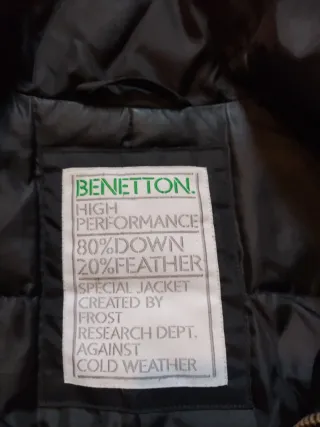 BENETTON.
HIGH
PERFORMANCE
80%DOWN
20%FEATHER
SPECIAL JACKET
CREATED BY
FROST
RESEARCH DEPT.
AGAINST
COLD WEATHER